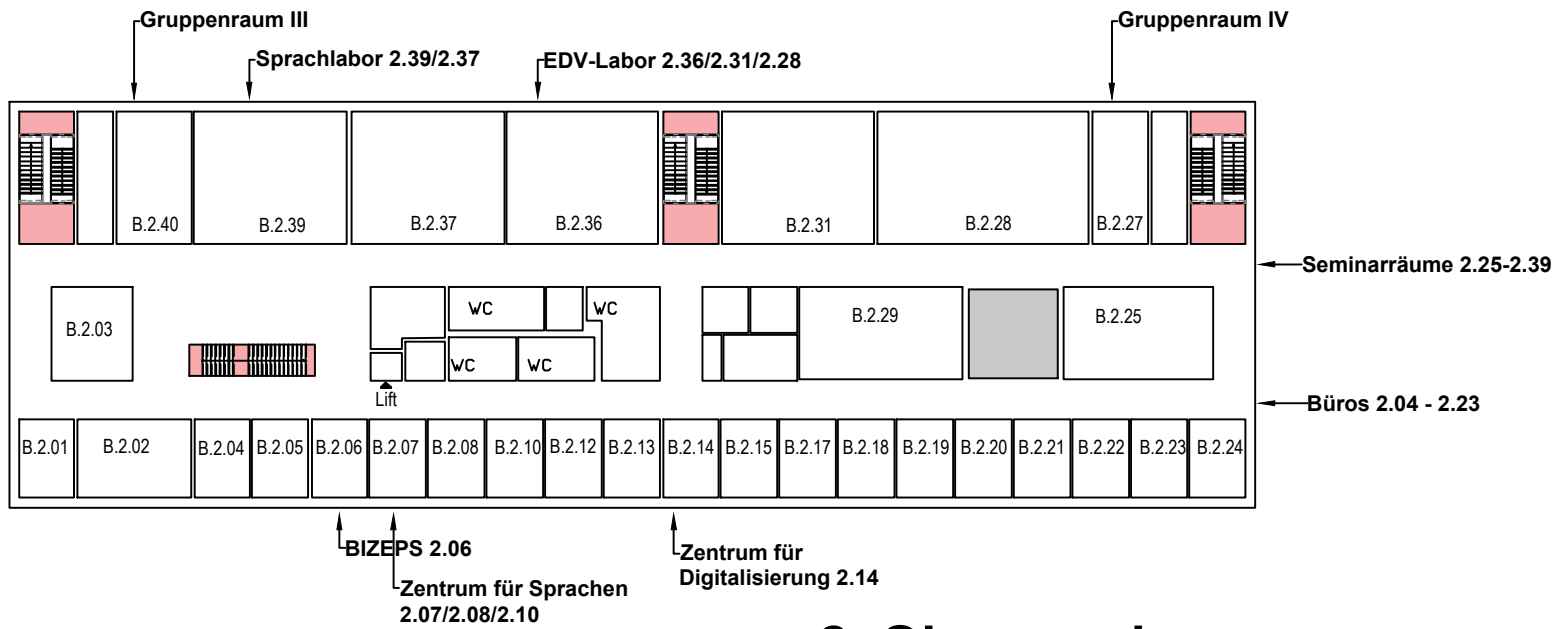 Gruppenraum III
Gruppenraum IV
Sprachlabor 2.39/2.37
EDV-Labor 2.36/2.31/2.28
B.2.40
B.2.39
B.2.37
B.2.36
B.2.31
B.2.28
B.2.27
Seminarräume 2.25-2.39
B.2.03
WC
WC
WC
WC
Lift
B.2.29
B.2.25
Büros 2.04 - 2.23
B.2.01
B.2.02
B.2.04
B.2.05
B.2.06
B.2.07
B.2.08
B.2.10
B.2.12
B.2.13
B.2.14
B.2.15
B.2.17
B.2.18
B.2.19
B.2.20
B.2.21
B.2.22
B.2.23
B.2.24
BIZEPS 2.06
Zentrum für Sprachen
2.07/2.08/2.10
Zentrum für
Digitalisierung 2.14